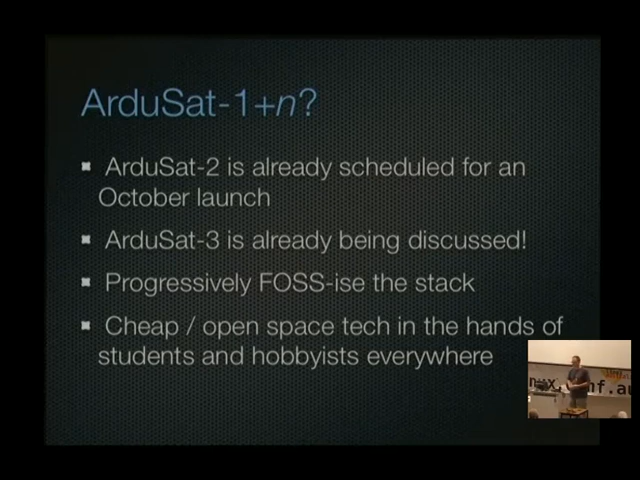 ArduSat-1+n?
ArduSat-2 is already scheduled for an
October launch
ArduSat-3 is already being discussed!
Progressively FOSS-ise the stack
Cheap / open space tech in the hands of
students and hobbyists everywhere